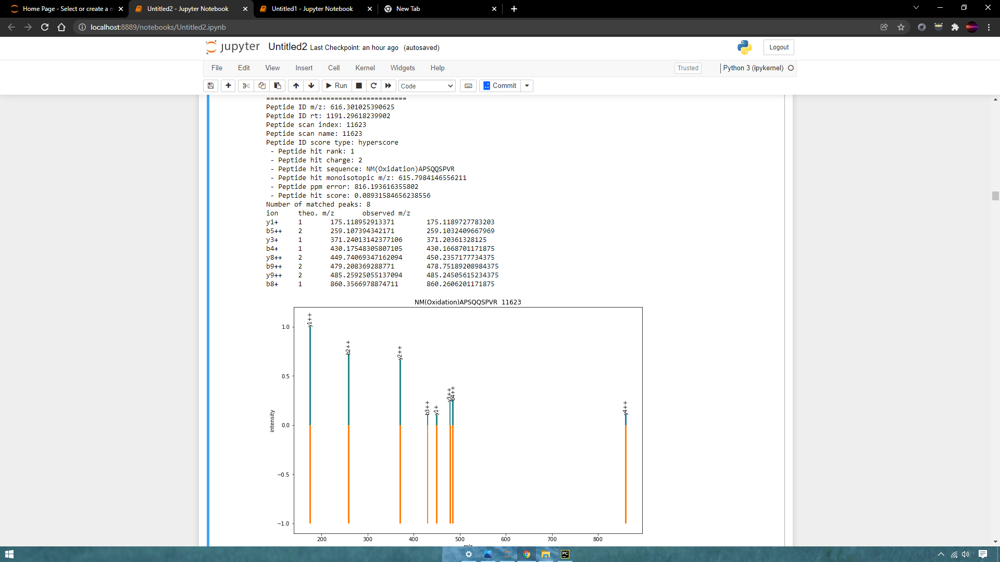 Home Page - Select or create a n
Untitled2 - Jupyter Notebook
Untitled1 - Jupyter Notebook
New Tab
localhost:8889/notebooks/Untitled2.ipynb
jupyter Untitled2 Last Checkpoint: an hour ago (autosaved)
Logout
File Edit View Insert Cell Kernel Widgets Help
Trusted
Python 3 (ipykernel)
Run
Code
Commit
===================================
Peptide ID m/z: 616.301025390625
Peptide ID rt: 1191.29618239902
Peptide scan index: 11623
Peptide scan name: 11623
Peptide ID score type: hyperscore
- Peptide hit rank: 1
- Peptide hit charge: 2
- Peptide hit sequence: NM(Oxidation)APSQQSPVR
- Peptide hit monoisotopic m/z: 615.7984146556211
- Peptide ppm error: 816.193616355802
- Peptide hit score: 0.08931584656238556
Number of matched peaks: 8
ion theo. m/z observed m/z
y1+ 1 175.118952913371 175.1189727783203
b5++ 2 259.107394342171 259.1032409667969
y3+ 1 371.24013142377106 371.20361328125
b4+ 1 430.17548305807105 430.1668701171875
y8++ 2 449.74069347162094 450.2357177734375
b9++ 2 479.208369288771 478.75189208984375
y9++ 2 485.25925055137094 485.24505615234375
b8+ 1 860.3566978874711 860.2606201171875
NM(Oxidation)APSQQSPVR 11623
y1++
b2++
y2++
b3++
y1+
y3++
b4++
y4++
intensity
1.0
0.5
0.0
−0.5
−1.0
200 300 400 500 600 700 800
m/z
PC